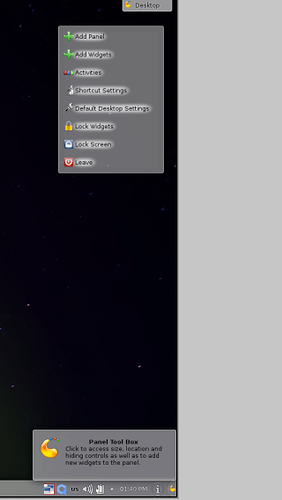 Desktop
Add Panel
Add Widgets
Activities
Shortcut Settings
Default Desktop Settings
Lock Widgets
Lock Screen
Leave
Panel Tool Box
Click to access size, location and
hiding controls as well as to add
new widgets to the panel.
us 01:40 PM